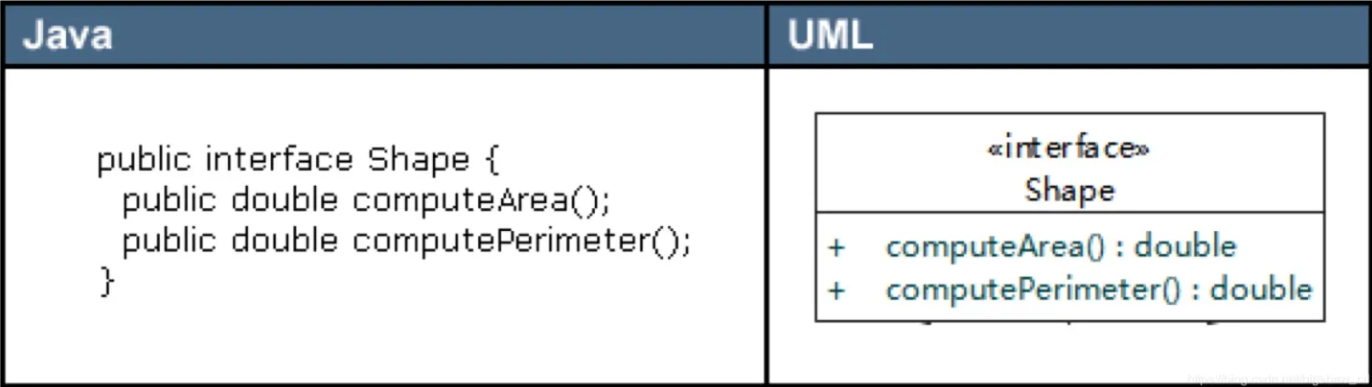 Java
public interface Shape {
public double computeArea();
public double computePerimeter();
}
UML
«interface»
Shape
+ computeArea() : double
+ computePerimeter() : double